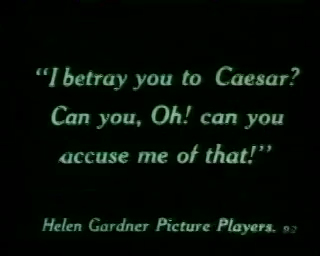 “I betray you to Caesar?
Can you, Oh! can you
accuse me of that!”
Helen Gardner Picture Players.